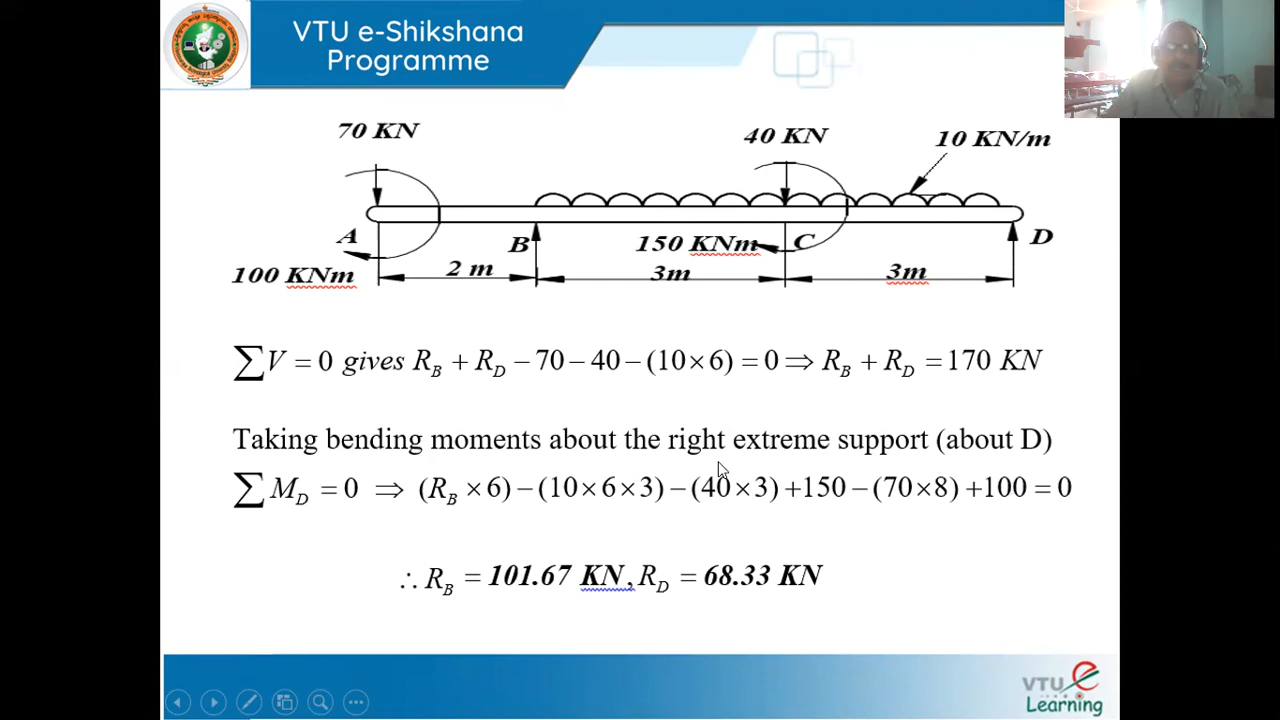 VTU e-Shikshana
Programme
70 KN
40 KN
10 KN/m
A
B
150 KNm
C
D
100 KNm
2 m
3m
3m
∑V = 0 gives R_B + R_D − 70 − 40 − (10×6) = 0 ⇒ R_B + R_D = 170 KN
Taking bending moments about the right extreme support (about D)
∑M_D = 0 ⇒ (R_B × 6) − (10×6×3) − (40×3) +150 − (70×8) +100 = 0
∴ R_B = 101.67 KN, R_D = 68.33 KN
VTU e
Learning